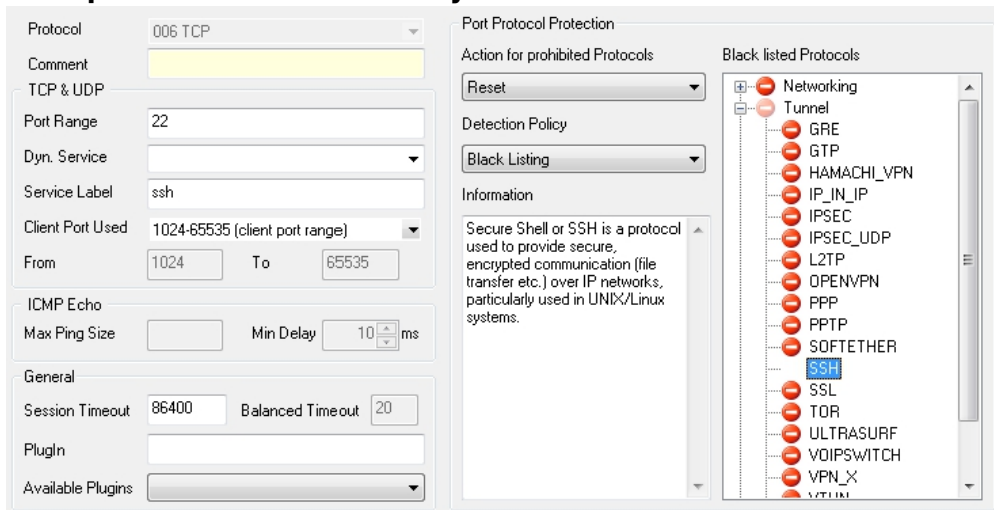 Protocol 006 TCP
Comment
TCP & UDP
Port Range 22
Dyn. Service
Service Label ssh
Client Port Used 1024-65535 (client port range)
From 1024 To 65535
ICMP Echo
Max Ping Size Min Delay 10 ms
General
Session Timeout 86400 Balanced Timeout 20
PlugIn
Available Plugins
Port Protocol Protection
Action for prohibited Protocols
Reset
Detection Policy
Black Listing
Information
Secure Shell or SSH is a protocol
used to provide secure,
encrypted communication (file
transfer etc.) over IP networks,
particularly used in UNIX/Linux
systems.
Black listed Protocols
Networking
Tunnel
GRE
GTP
HAMACHI_VPN
IP_IN_IP
IPSEC
IPSEC_UDP
L2TP
OPENVPN
PPP
PPTP
SOFTETHER
SSH
SSL
TOR
ULTRASURF
VOIPSWITCH
VPN_X